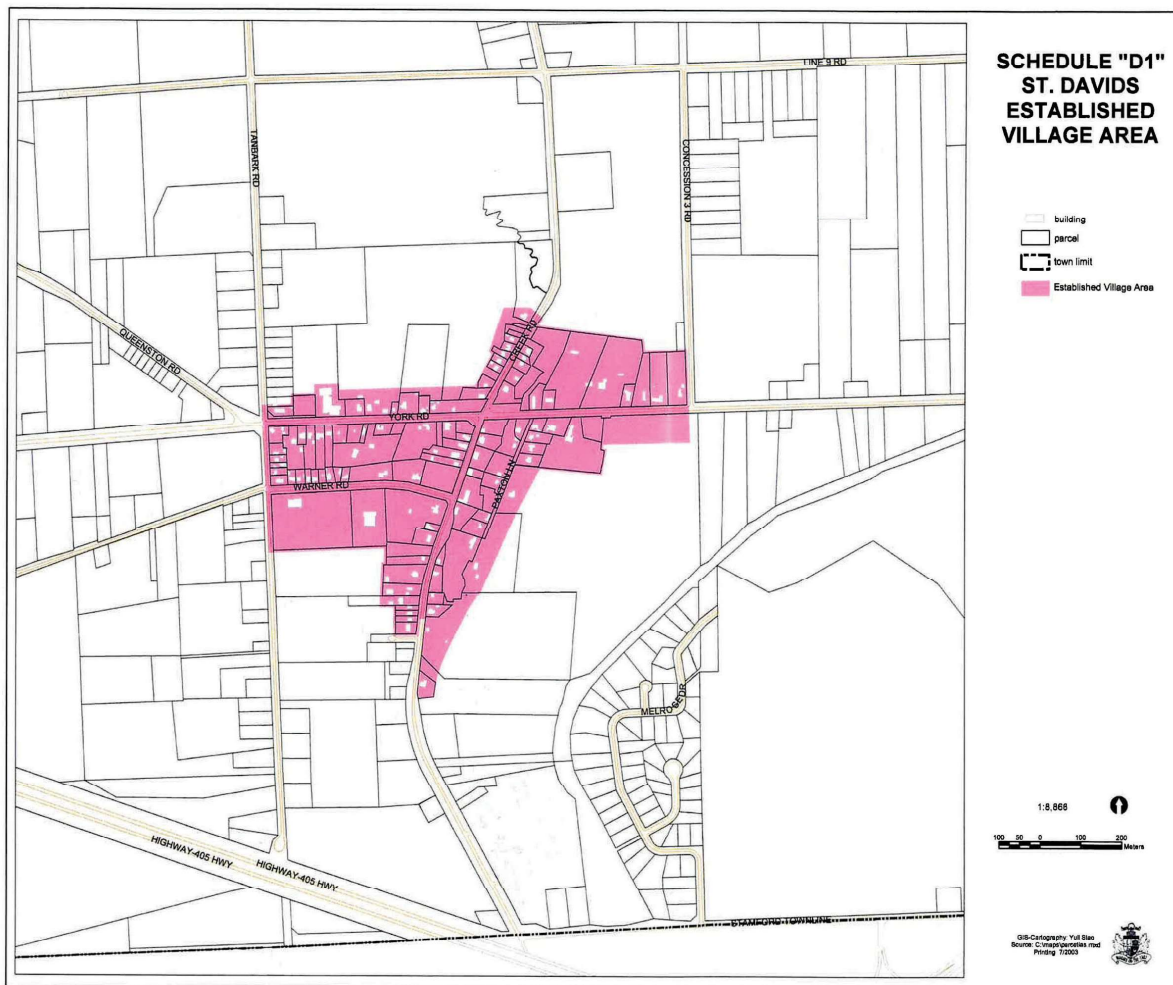 SCHEDULE "D1"
ST. DAVIDS
ESTABLISHED
VILLAGE AREA
building
parcel
town limit
Established Village Area
LINE 9 RD
TANBARK RD
CONCESSION 3 RD
QUEENSTON RD
CREEK RD
YORK RD
PAXTON LN
WARNER RD
MELROSE DR
HIGHWAY-405 HWY
HIGHWAY-405 HWY
STAMFORD TOWNLINE
1:8,866
100 50 0 100 200
Meters
GIS-Cartography: Yull Siao
Printing 7/2003